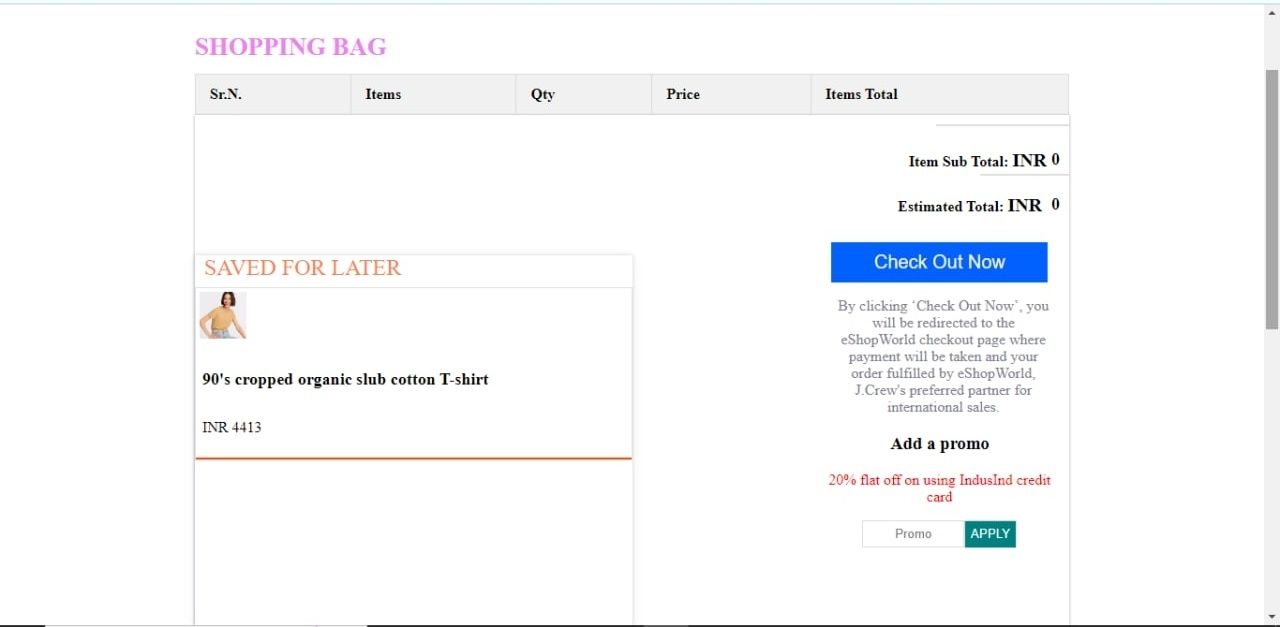 SHOPPING BAG
Sr.N. Items Qty Price Items Total
Item Sub Total: INR 0
Estimated Total: INR 0
Check Out Now
SAVED FOR LATER
90's cropped organic slub cotton T-shirt
INR 4413
By clicking ‘Check Out Now’, you
will be redirected to the
eShopWorld checkout page where
payment will be taken and your
order fulfilled by eShopWorld,
J.Crew's preferred partner for
international sales.
Add a promo
20% flat off on using IndusInd credit
card
Promo APPLY